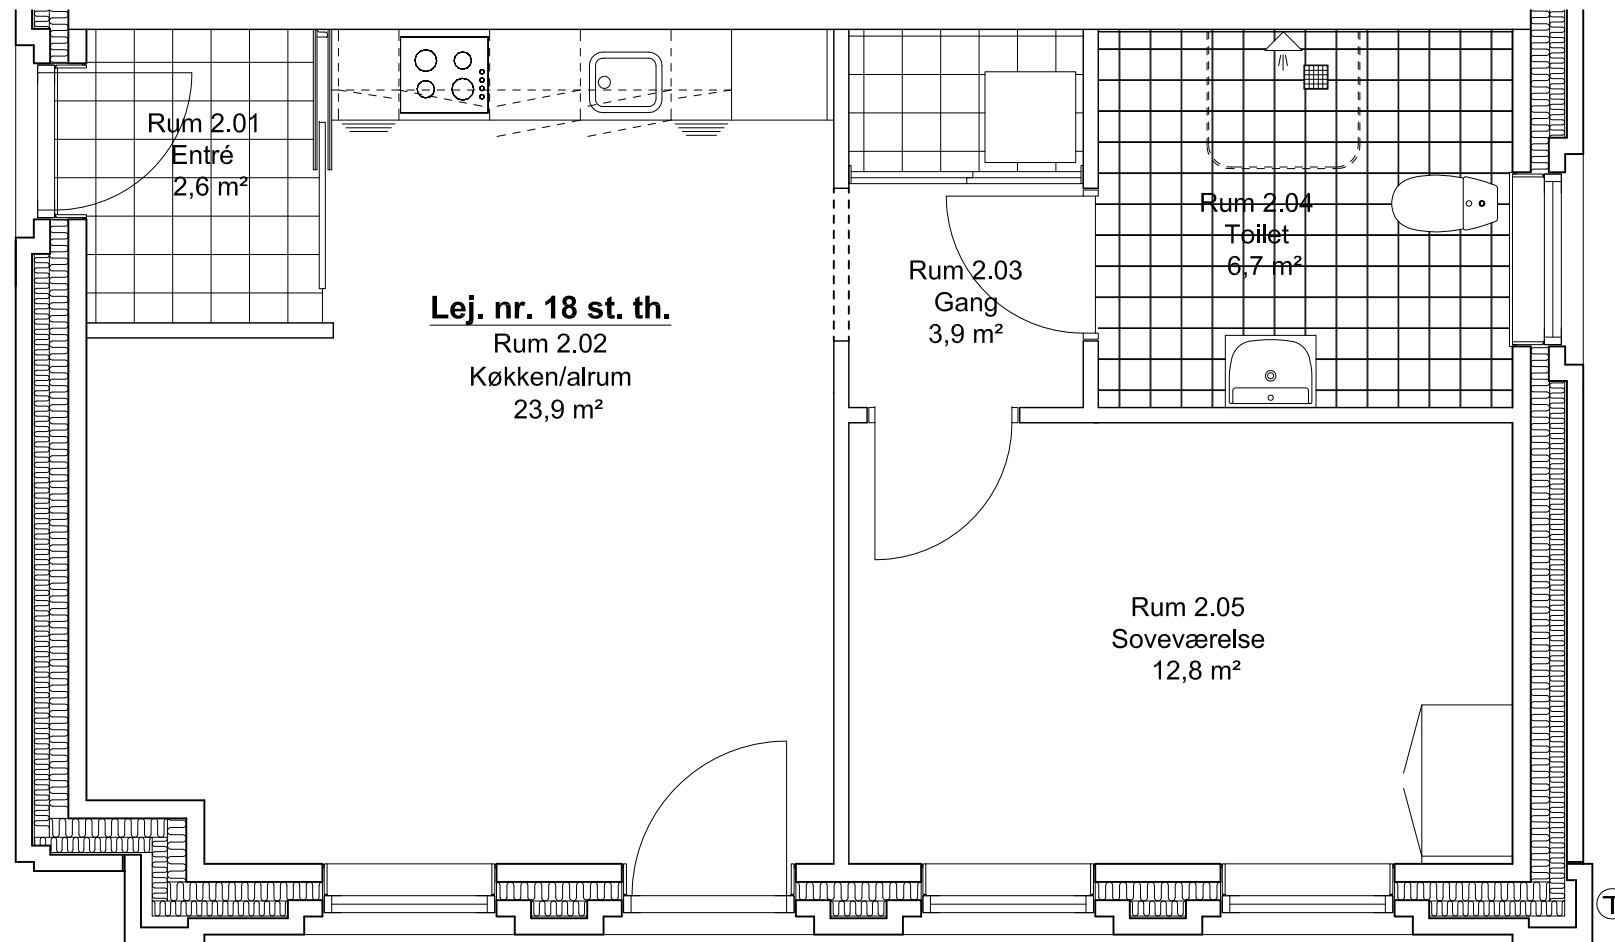 Rum 2.01
Entré
2,6 m²
Lej. nr. 18 st. th.
Rum 2.02
Køkken/alrum
23,9 m²
Rum 2.03
Gang
3,9 m²
Rum 2.04
Toilet
6,7 m²
Rum 2.05
Soveværelse
12,8 m²